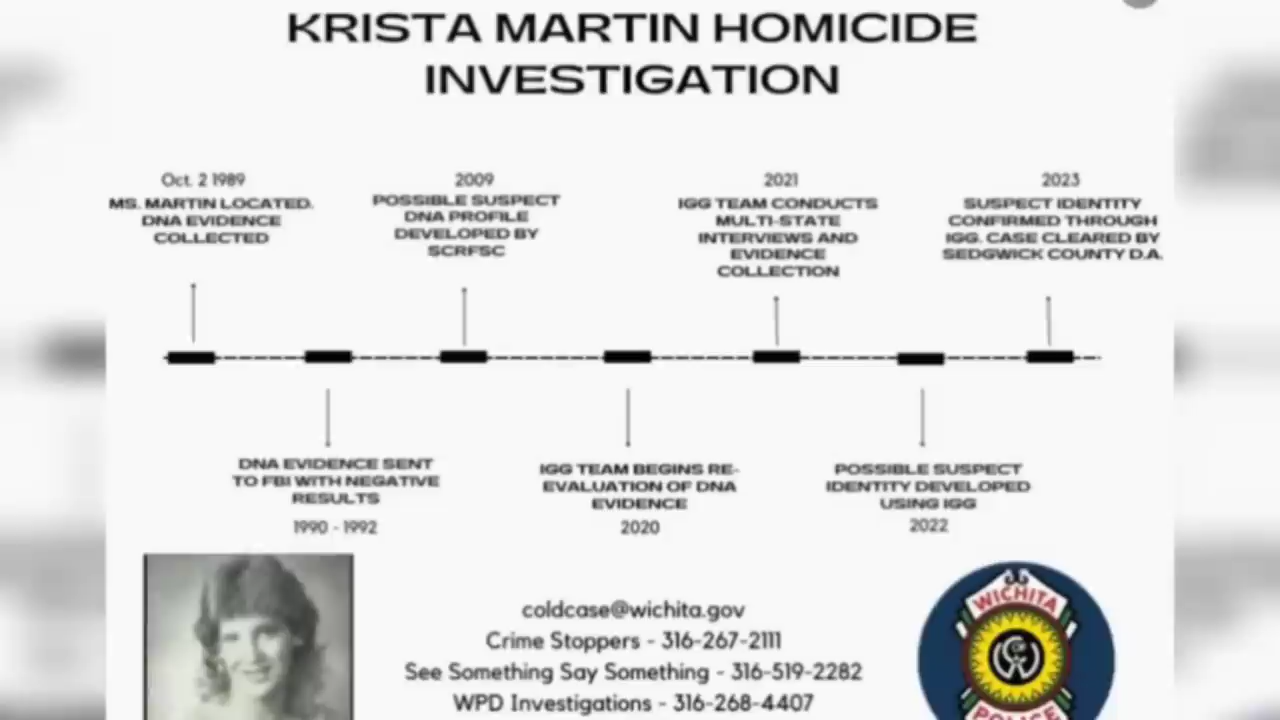 KRISTA MARTIN HOMICIDE
INVESTIGATION
Oct. 2 1989
MS. MARTIN LOCATED.
DNA EVIDENCE
COLLECTED
2009
POSSIBLE SUSPECT
DNA PROFILE
DEVELOPED BY
SCRFSC
2021
IGG TEAM CONDUCTS
MULTI-STATE
INTERVIEWS AND
EVIDENCE
COLLECTION
2023
SUSPECT IDENTITY
CONFIRMED THROUGH
IGG. CASE CLEARED BY
SEDGWICK COUNTY D.A.
DNA EVIDENCE SENT
TO FBI WITH NEGATIVE
RESULTS
1990 - 1992
IGG TEAM BEGINS RE-
EVALUATION OF DNA
EVIDENCE
2020
POSSIBLE SUSPECT
IDENTITY DEVELOPED
USING IGG
2022
coldcase@wichita.gov
Crime Stoppers - 316-267-2111
See Something Say Something - 316-519-2282
WPD Investigations - 316-268-4407
WICHITA
POLICE